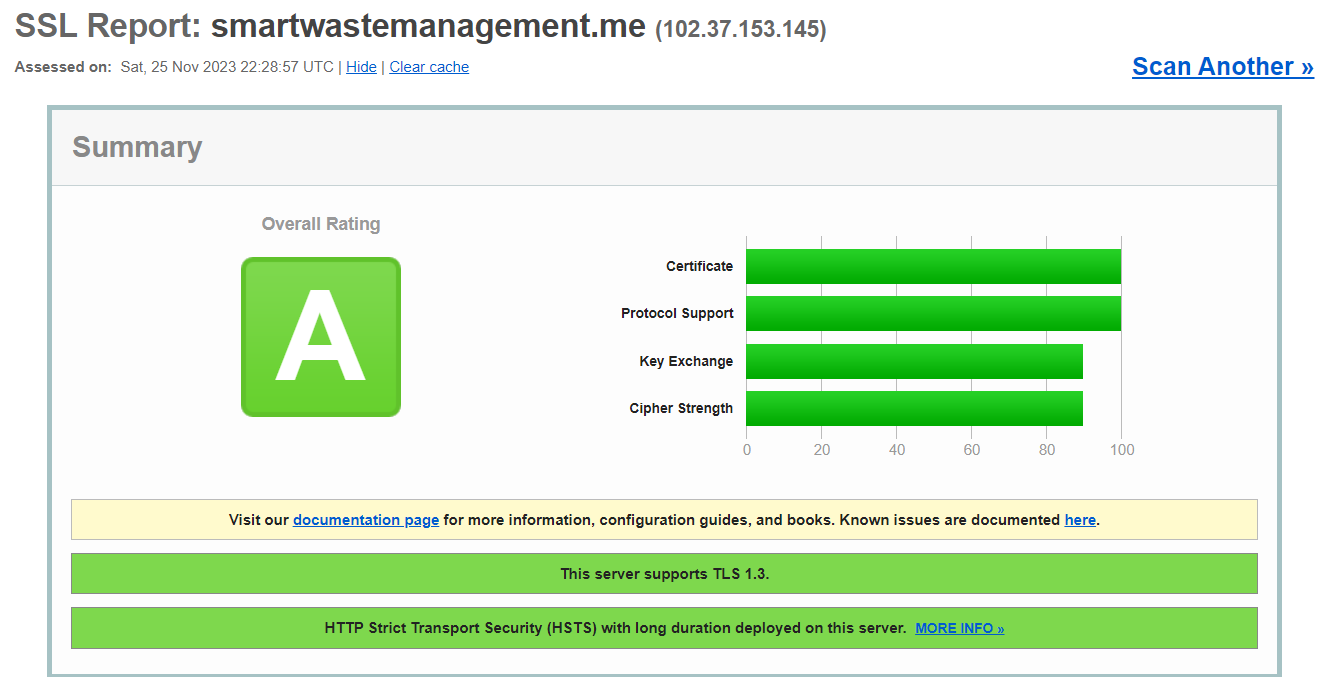 SSL Report: smartwastemanagement.me (102.37.153.145)
Assessed on: Sat, 25 Nov 2023 22:28:57 UTC | Hide | Clear cache
Scan Another »
Summary
Overall Rating
A
Certificate
Protocol Support
Key Exchange
Cipher Strength
0 20 40 60 80 100
Visit our documentation page for more information, configuration guides, and books. Known issues are documented here.
This server supports TLS 1.3.
HTTP Strict Transport Security (HSTS) with long duration deployed on this server. MORE INFO »